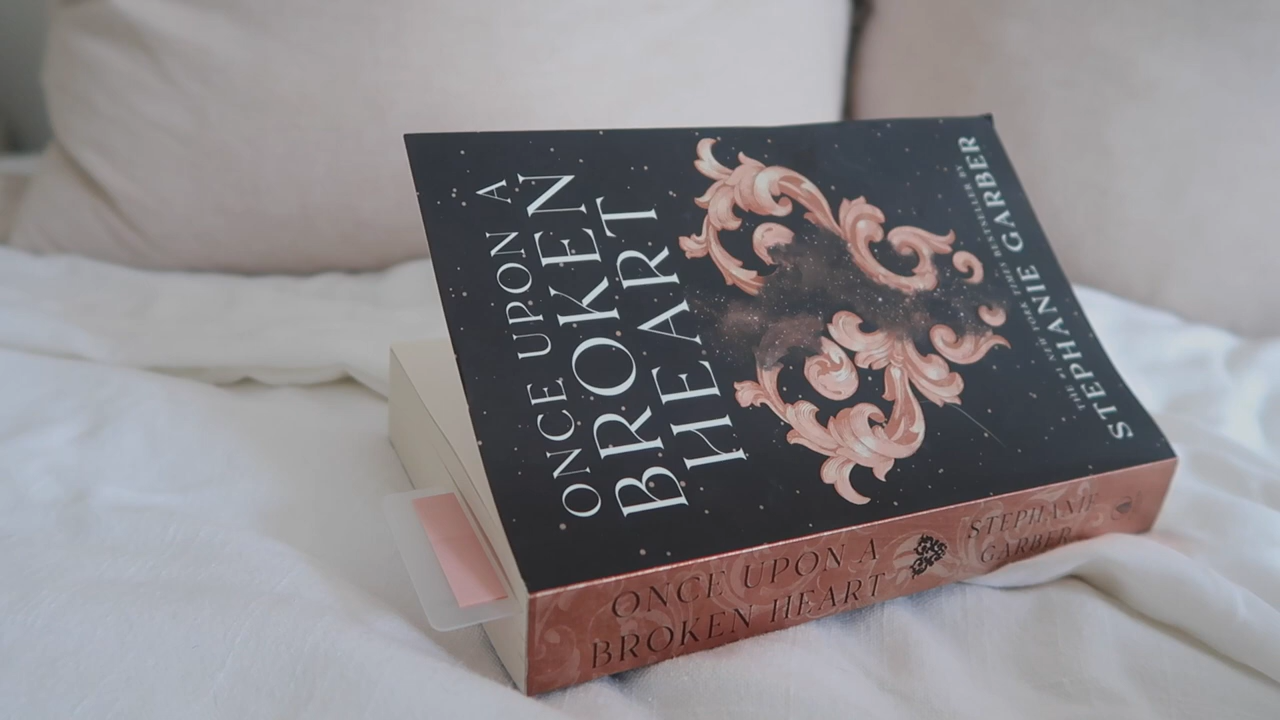 ONCE UPON A
BROKEN
HEART
THE #1 NEW YORK TIMES BESTSELLER BY
STEPHANIE GARBER
ONCE UPON A
BROKEN HEART
STEPHANIE
GARBER